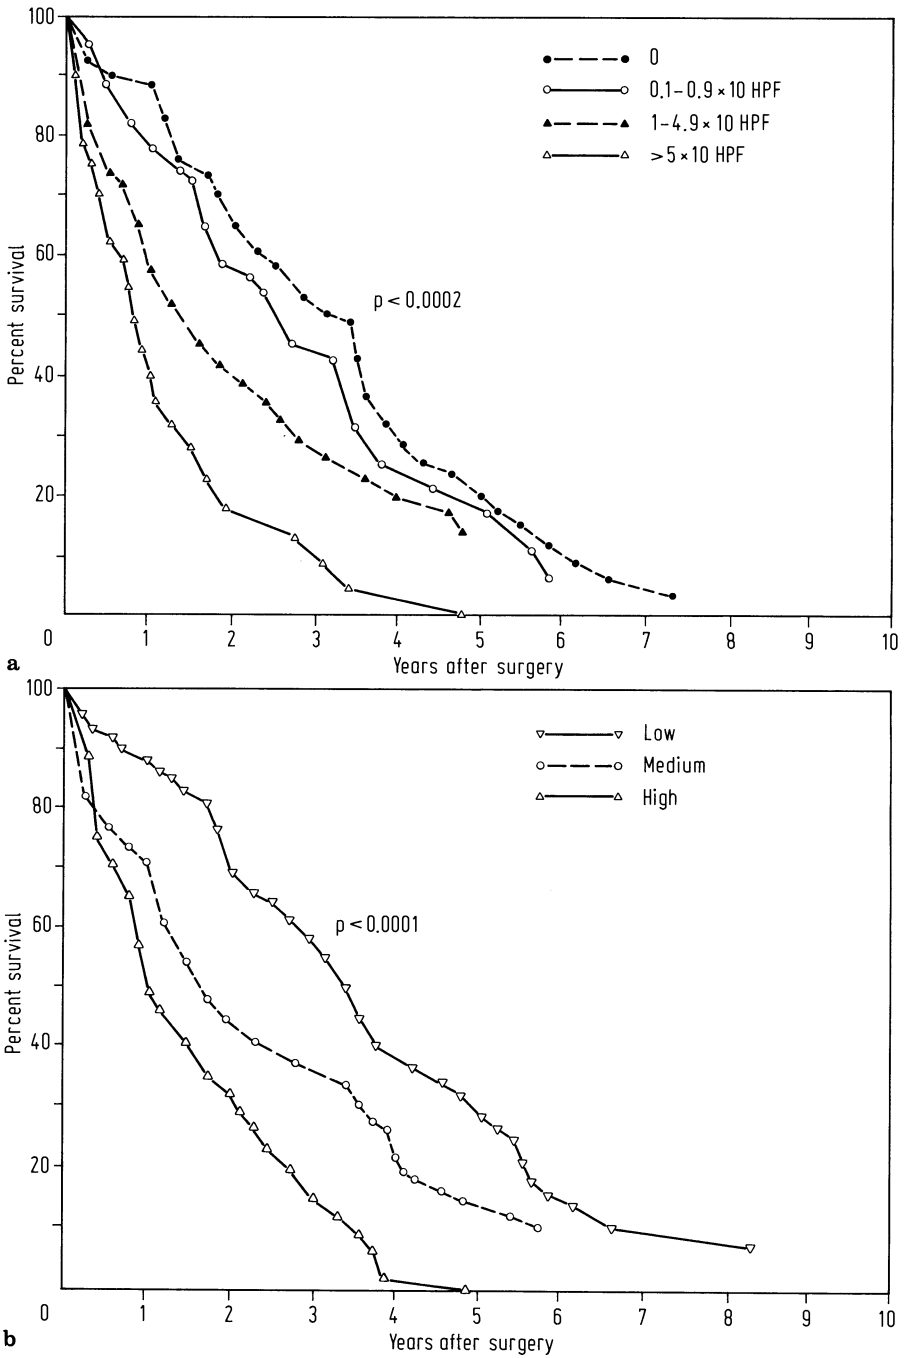 100
80
60
40
20
Percent survival
0
0.1–0.9×10 HPF
1–4.9×10 HPF
>5×10 HPF
p<0.0002
0 1 2 3 4 5 6 7 8 9 10
Years after surgery
a
100
80
60
40
20
Percent survival
Low
Medium
High
p<0.0001
0 1 2 3 4 5 6 7 8 9 10
Years after surgery
b